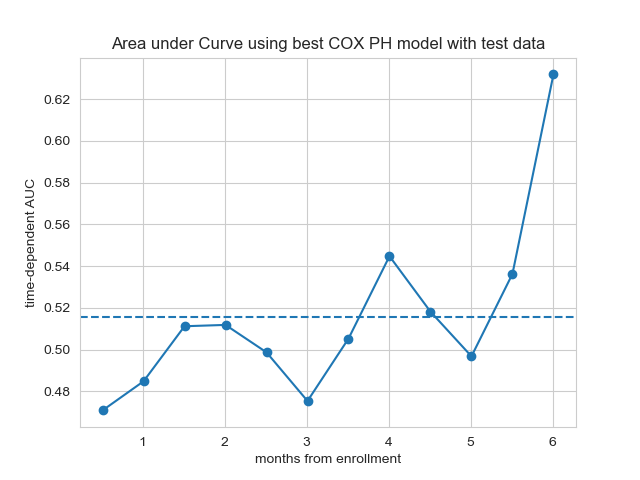 Area under Curve using best COX PH model with test data
time-dependent AUC
0.62
0.60
0.58
0.56
0.54
0.52
0.50
0.48
1 2 3 4 5 6
months from enrollment